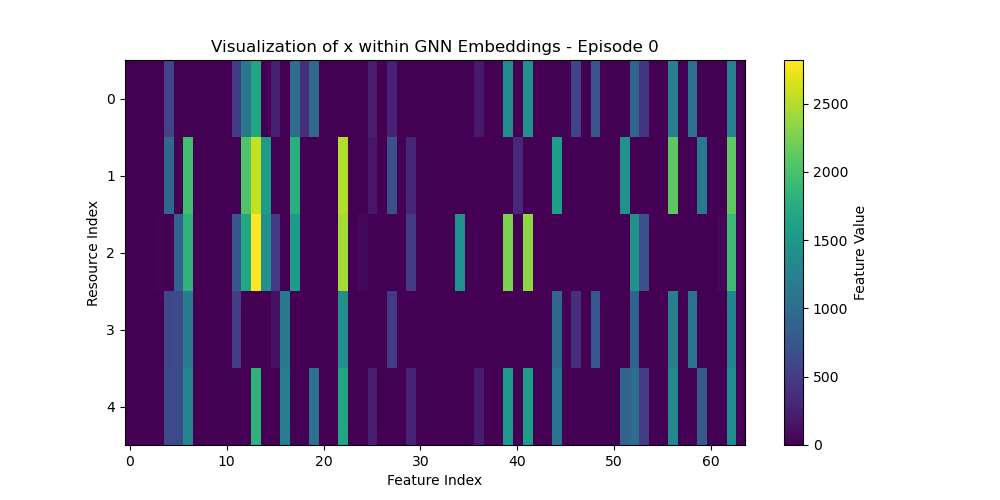 Visualization of x within GNN Embeddings - Episode 0
Resource Index
0
1
2
3
4
0 10 20 30 40 50 60
Feature Index
2500
2000
1500
1000
500
0
Feature Value